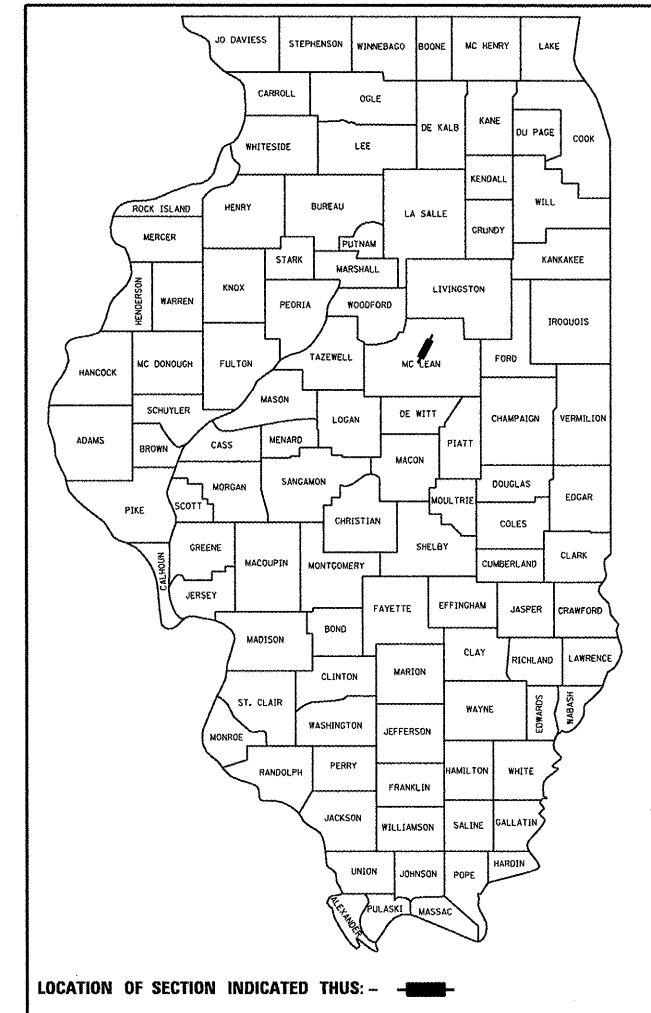 JO DAVIESS
STEPHENSON
WINNEBAGO
BOONE
MC HENRY
LAKE
CARROLL
OGLE
DE KALB
KANE
DU PAGE
COOK
WHITESIDE
LEE
KENDALL
WILL
ROCK ISLAND
HENRY
BUREAU
LA SALLE
GRUNDY
MERCER
PUTNAM
KANKAKEE
STARK
MARSHALL
HENDERSON
WARREN
KNOX
PEORIA
WOODFORD
LIVINGSTON
IROQUOIS
HANCOCK
MC DONOUGH
FULTON
TAZEWELL
MC LEAN
FORD
SCHUYLER
MASON
LOGAN
DE WITT
CHAMPAIGN
VERMILION
ADAMS
BROWN
CASS
MENARD
MACON
PIATT
PIKE
SCOTT
MORGAN
SANGAMON
CHRISTIAN
MOULTRIE
DOUGLAS
EDGAR
COLES
SHELBY
CALHOUN
GREENE
MACOUPIN
MONTGOMERY
CUMBERLAND
CLARK
JERSEY
FAYETTE
EFFINGHAM
JASPER
CRAWFORD
MADISON
BOND
CLAY
RICHLAND
LAWRENCE
CLINTON
MARION
ST. CLAIR
WAYNE
EDWARDS
WABASH
WASHINGTON
JEFFERSON
MONROE
RANDOLPH
PERRY
HAMILTON
WHITE
FRANKLIN
JACKSON
WILLIAMSON
SALINE
GALLATIN
UNION
JOHNSON
POPE
HARDIN
ALEXANDER
PULASKI
MASSAC
LOCATION OF SECTION INDICATED THUS: –